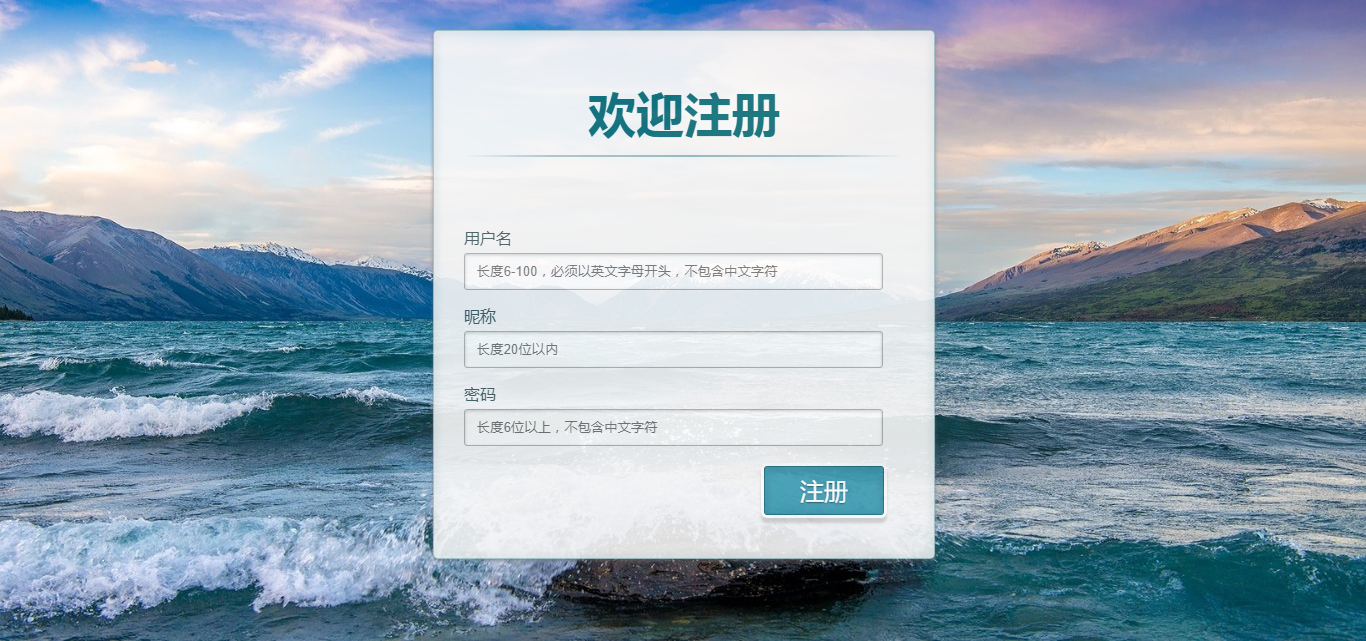 欢迎注册
用户名
长度6-100，必须以英文字母开头，不包含中文字符
昵称
长度20位以内
密码
长度6位以上，不包含中文字符
注册